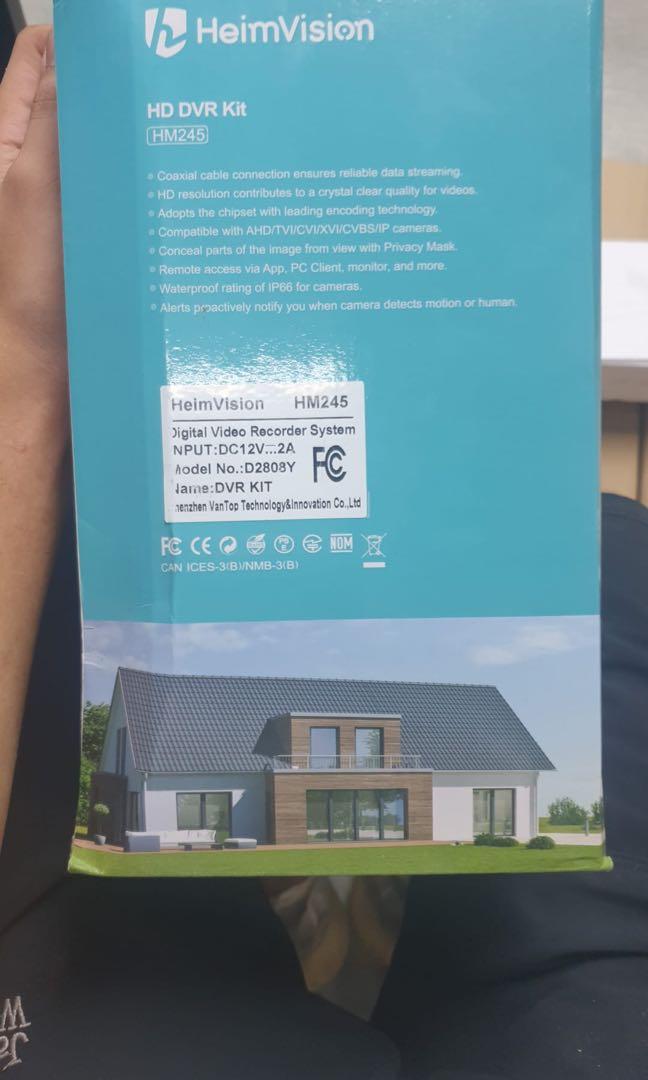 HeimVision
HD DVR Kit
HM245
Coaxial cable connection ensures reliable data streaming.
HD resolution contributes to a crystal clear quality for videos.
Adopts the chipset with leading encoding technology.
Compatible with AHD/TVI/CVI/XVI/CVBS/IP cameras.
Conceal parts of the image from view with Privacy Mask.
Remote access via App, PC Client, monitor, and more.
Waterproof rating of IP66 for cameras.
Alerts proactively notify you when camera detects motion or human.
HeimVision HM245
Digital Video Recorder System
NPUT:DC12V...2A
Model No.:D2808Y
FC
Name:DVR KIT
henzhen VanTop Technology&Innovation Co.,Ltd
FC CE NOM
CAN ICES-3(B)/NMB-3(B)